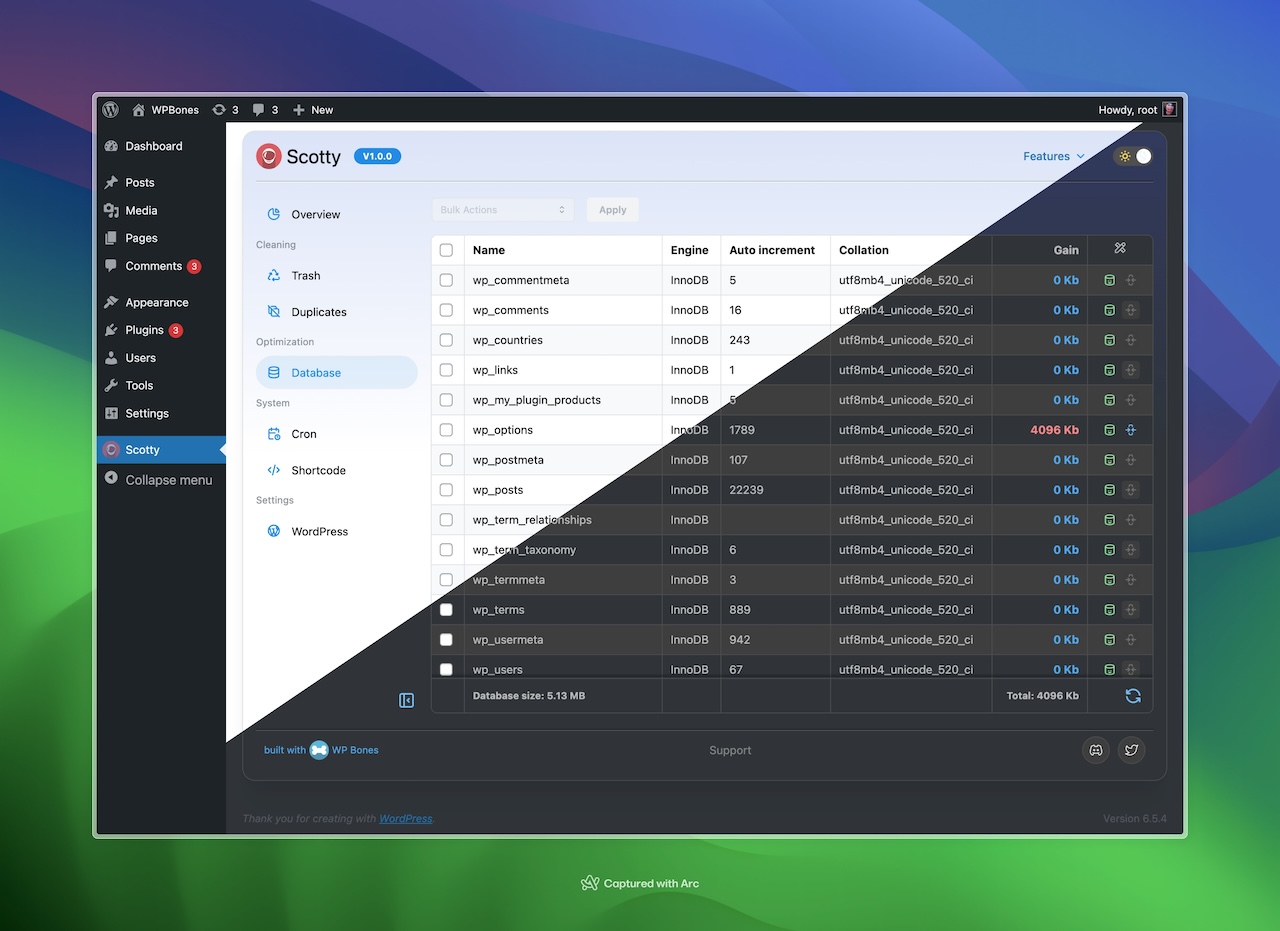 WPBones 3 3 New Howdy, root
Dashboard
Posts
Media
Pages
Comments 3
Appearance
Plugins 3
Users
Tools
Settings
Scotty
Collapse menu
Scotty V1.0.0 Features
Overview
Cleaning
Trash
Duplicates
Optimization
Database
System
Cron
Shortcode
Settings
WordPress
Bulk Actions Apply
Name Engine Auto increment Collation Gain
wp_commentmeta InnoDB 5 utf8mb4_unicode_520_ci 0 Kb
wp_comments InnoDB 16 utf8mb4_unicode_520_ci 0 Kb
wp_countries InnoDB 243 utf8mb4_unicode_520_ci 0 Kb
wp_links InnoDB 1 utf8mb4_unicode_520_ci 0 Kb
wp_my_plugin_products InnoDB 5 utf8mb4_unicode_520_ci 0 Kb
wp_options InnoDB 1789 utf8mb4_unicode_520_ci 4096 Kb
wp_postmeta InnoDB 107 utf8mb4_unicode_520_ci 0 Kb
wp_posts InnoDB 22239 utf8mb4_unicode_520_ci 0 Kb
wp_term_relationships InnoDB utf8mb4_unicode_520_ci 0 Kb
wp_term_taxonomy InnoDB 6 utf8mb4_unicode_520_ci 0 Kb
wp_termmeta InnoDB 3 utf8mb4_unicode_520_ci 0 Kb
wp_terms InnoDB 889 utf8mb4_unicode_520_ci 0 Kb
wp_usermeta InnoDB 942 utf8mb4_unicode_520_ci 0 Kb
wp_users InnoDB 67 utf8mb4_unicode_520_ci 0 Kb
Database size: 5.13 MB Total: 4096 Kb
built with WP Bones Support
Thank you for creating with WordPress. Version 6.5.4
Captured with Arc